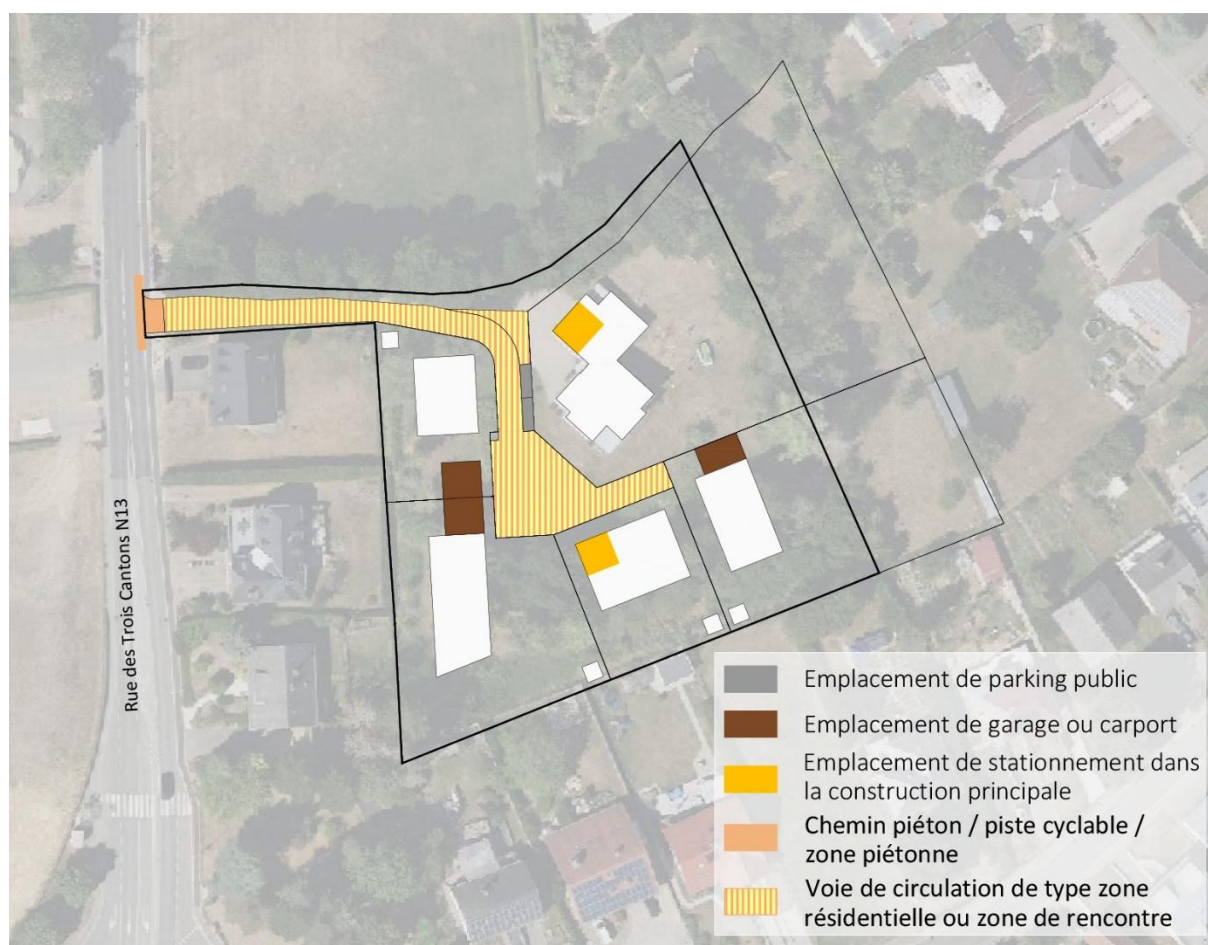 Rue des Trois Cantons N13
Emplacement de parking public
Emplacement de garage ou carport
Emplacement de stationnement dans
la construction principale
Chemin piéton / piste cyclable /
zone piétonne
Voie de circulation de type zone
résidentielle ou zone de rencontre